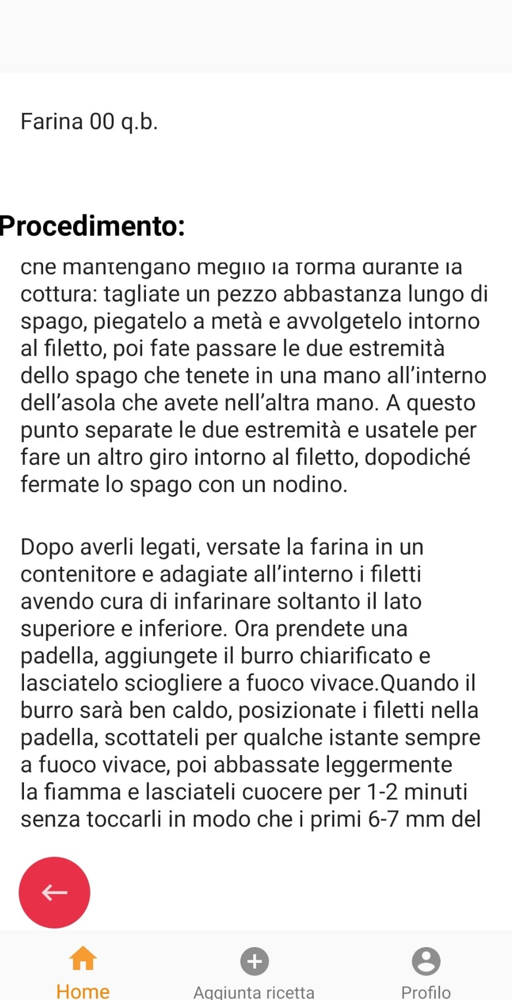 Farina 00 q.b.
Procedimento:
che mantengano meglio la forma durante la
cottura: tagliate un pezzo abbastanza lungo di
spago, piegatelo a metà e avvolgetelo intorno
al filetto, poi fate passare le due estremità
dello spago che tenete in una mano all’interno
dell’asola che avete nell’altra mano. A questo
punto separate le due estremità e usatele per
fare un altro giro intorno al filetto, dopodiché
fermate lo spago con un nodino.
Dopo averli legati, versate la farina in un
contenitore e adagiate all’interno i filetti
avendo cura di infarinare soltanto il lato
superiore e inferiore. Ora prendete una
padella, aggiungete il burro chiarificato e
lasciatelo sciogliere a fuoco vivace.Quando il
burro sarà ben caldo, posizionate i filetti nella
padella, scottateli per qualche istante sempre
a fuoco vivace, poi abbassate leggermente
la fiamma e lasciateli cuocere per 1-2 minuti
senza toccarli in modo che i primi 6-7 mm del
Home
Aggiunta ricetta
Profilo